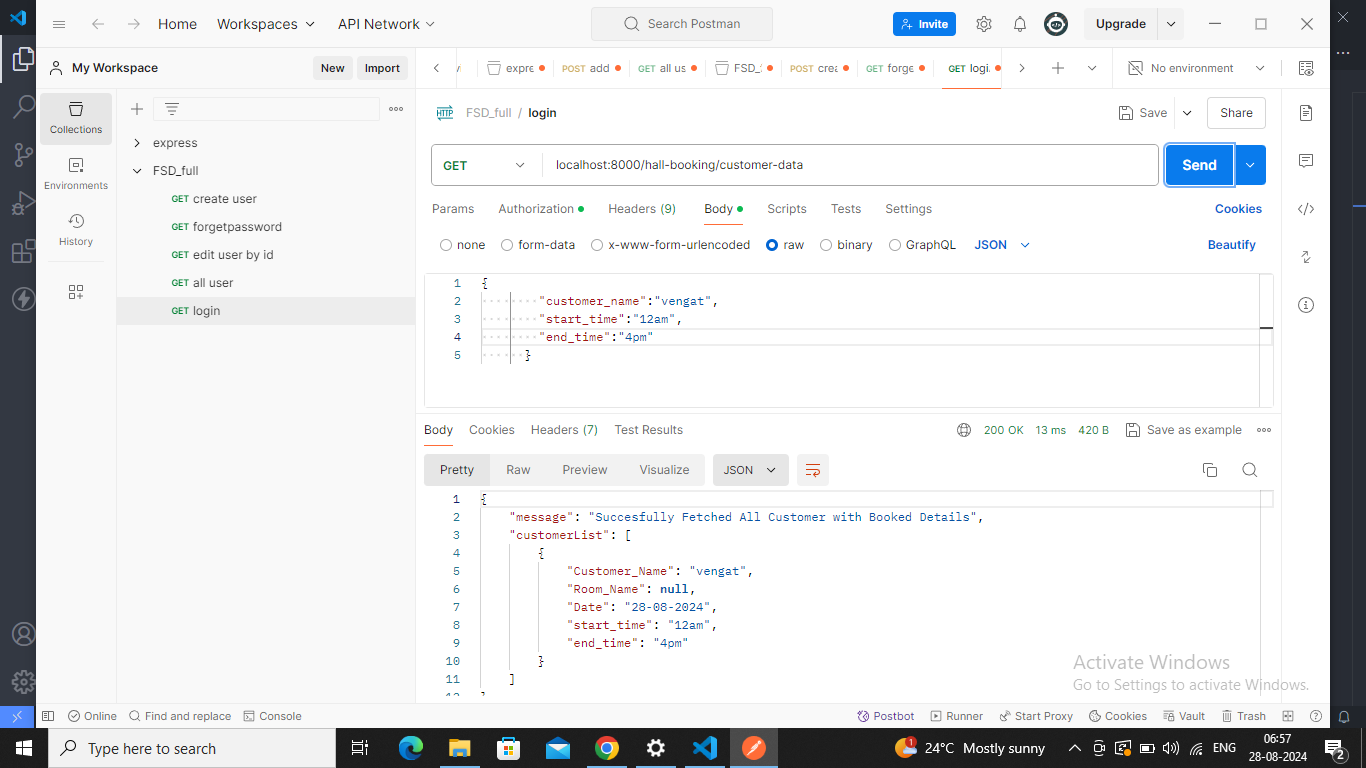 Home
Workspaces
API Network
Search Postman
Invite
Upgrade
My Workspace
New
Import
expre
POST add
GET all us
FSD_
POST crea
GET forge
GET logi
No environment
Collections
Environments
History
express
FSD_full
GET create user
GET forgetpassword
GET edit user by id
GET all user
GET login
HTTP FSD_full / login
Save
Share
GET
localhost:8000/hall-booking/customer-data
Send
Params
Authorization
Headers (9)
Body
Scripts
Tests
Settings
Cookies
none
form-data
x-www-form-urlencoded
raw
binary
GraphQL
JSON
Beautify
1 {
2 "customer_name":"vengat",
3 "start_time":"12am",
4 "end_time":"4pm"
5 }
Body
Cookies
Headers (7)
Test Results
200 OK
13 ms
420 B
Save as example
Pretty
Raw
Preview
Visualize
JSON
1 {
2 "message": "Succesfully Fetched All Customer with Booked Details",
3 "customerList": [
4 {
5 "Customer_Name": "vengat",
6 "Room_Name": null,
7 "Date": "28-08-2024",
8 "start_time": "12am",
9 "end_time": "4pm"
10 }
11 ]
Activate Windows
Go to Settings to activate Windows.
Online
Find and replace
Console
Postbot
Runner
Start Proxy
Cookies
Vault
Trash
Type here to search
1
24°C Mostly sunny
ENG
06:57
28-08-2024
2